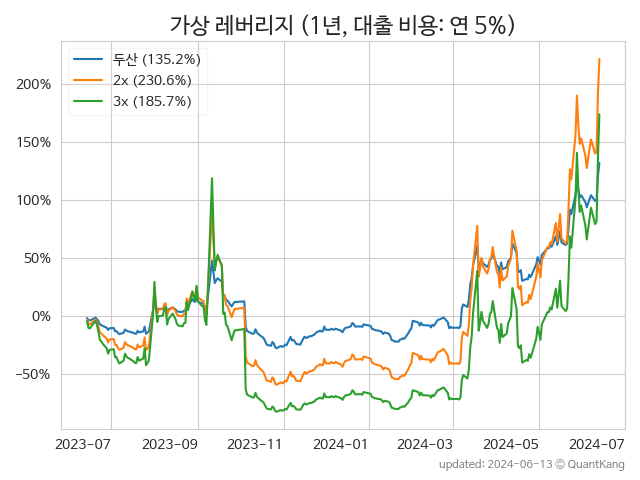 가상 레버리지 (1년, 대출 비용: 연 5%)
두산 (135.2%)
2x (230.6%)
3x (185.7%)
200%
150%
100%
50%
0%
−50%
2023-07 2023-09 2023-11 2024-01 2024-03 2024-05 2024-07
updated: 2024-06-13 © QuantKang